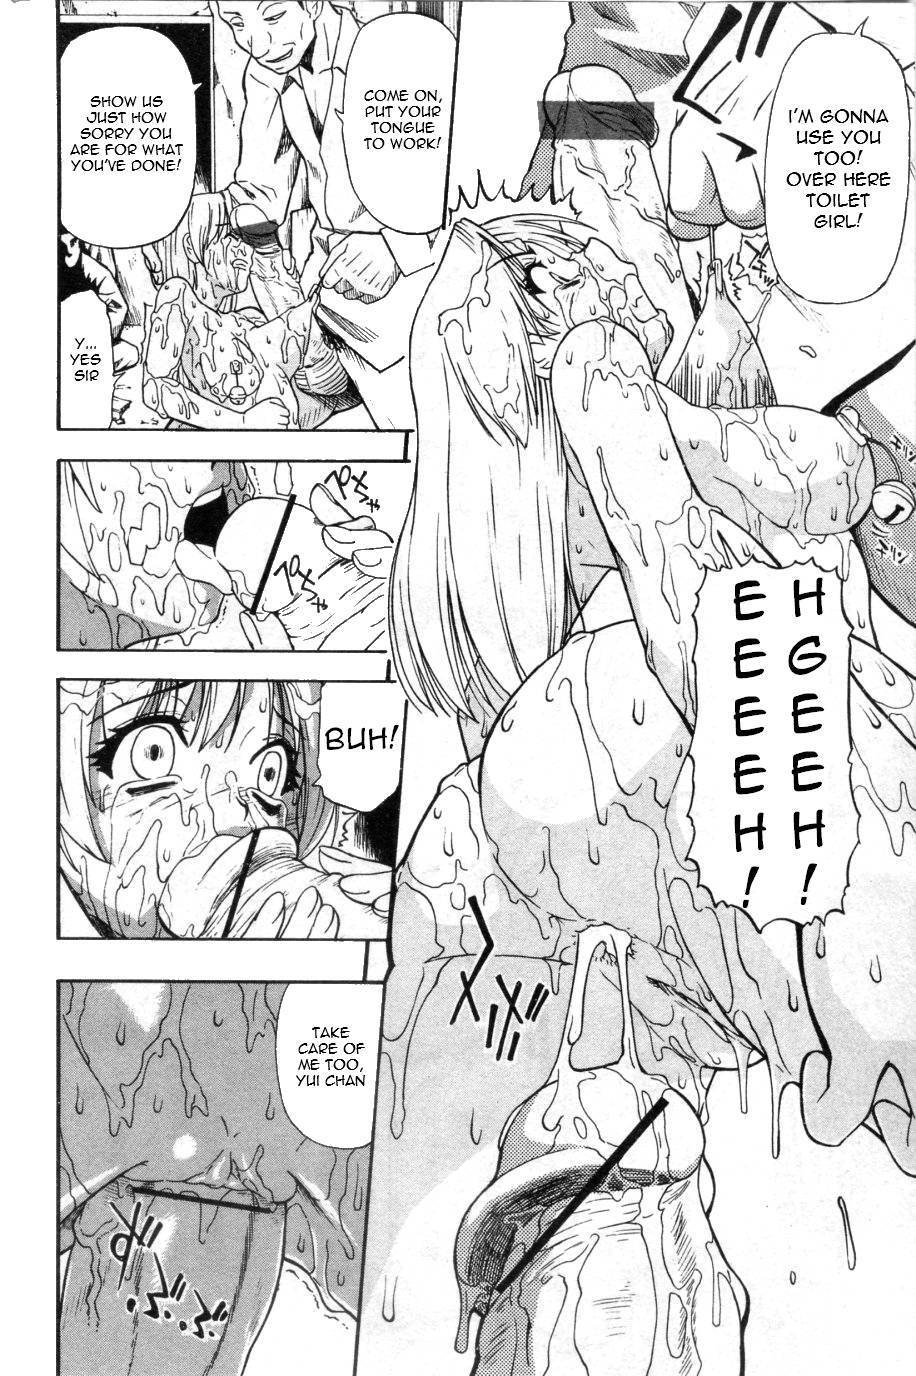 I'M GONNA
USE YOU
TOO!
OVER HERE
TOILET
GIRL!
HGEEH!
EEEEH!
COME ON,
PUT YOUR
TONGUE
TO WORK!
SHOW US
JUST HOW
SORRY YOU
ARE FOR WHAT
YOU'VE DONE!
Y...
YES
SIR
BUH!
TAKE
CARE OF
ME TOO,
YUI CHAN